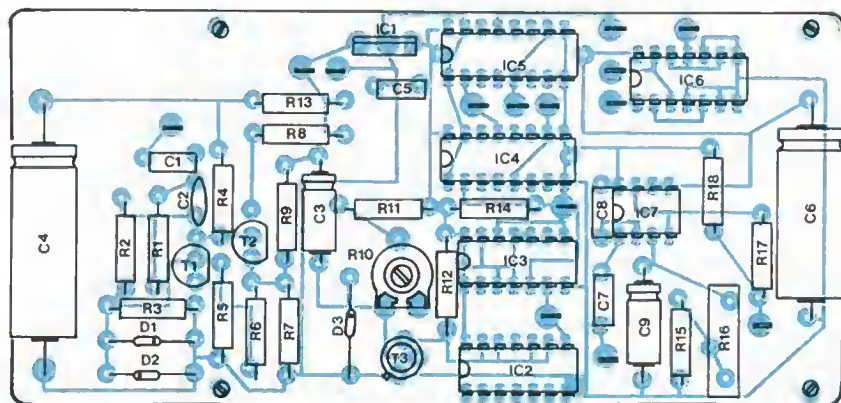 IC1
IC5
IC6
C5
R13
R8
IC4
C1
R4
C2
R2
R1
T1
T2
R9
C3
R11
R14
C8
IC7
R18
C4
C6
R10
R12
IC3
R17
R3
R5
R6
R7
D3
C7
C9
R15
R16
D1
D2
T3
IC2